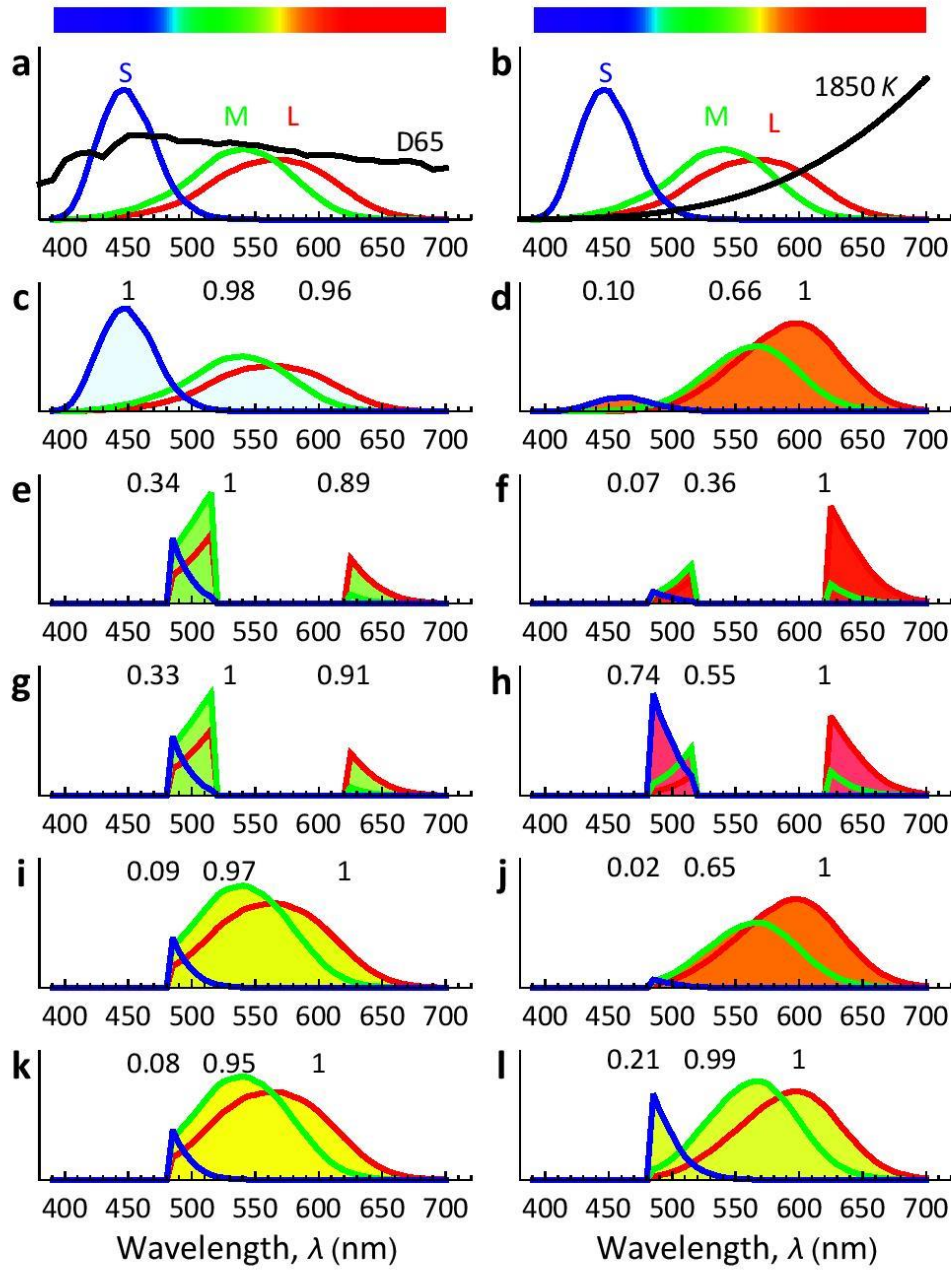 a
S
M
L
D65
400 450 500 550 600 650 700
b
S
M
L
1850 K
400 450 500 550 600 650 700
c
1 0.98 0.96
400 450 500 550 600 650 700
d
0.10 0.66 1
400 450 500 550 600 650 700
e
0.34 1 0.89
400 450 500 550 600 650 700
f
0.07 0.36 1
400 450 500 550 600 650 700
g
0.33 1 0.91
400 450 500 550 600 650 700
h
0.74 0.55 1
400 450 500 550 600 650 700
i
0.09 0.97 1
400 450 500 550 600 650 700
j
0.02 0.65 1
400 450 500 550 600 650 700
k
0.08 0.95 1
400 450 500 550 600 650 700
Wavelength, λ (nm)
l
0.21 0.99 1
400 450 500 550 600 650 700
Wavelength, λ (nm)